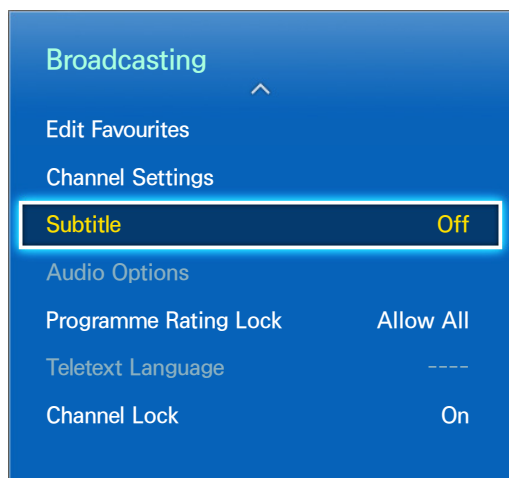 Broadcasting
Edit Favourites
Channel Settings
Subtitle Off
Audio Options
Programme Rating Lock Allow All
Teletext Language ----
Channel Lock On